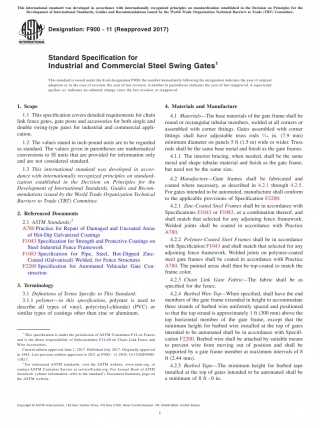 This international standard was developed in accordance with internationally recognized principles on standardization established in the Decision on Principles for the
Development of International Standards, Guides and Recommendations issued by the World Trade Organization Technical Barriers to Trade (TBT) Committee.
Designation: F900 − 11 (Reapproved 2017)
Standard Specification for
Industrial and Commercial Steel Swing Gates¹
This standard is issued under the fixed designation F900; the number immediately following the designation indicates the year of original
adoption or, in the case of revision, the year of last revision. A number in parentheses indicates the year of last reapproval. A superscript
epsilon (ε) indicates an editorial change since the last revision or reapproval.
1. Scope
1.1 This specification covers detailed requirements for chain
link fence gates, gate posts and accessories for both single and
double swing-type gates for industrial and commercial appli-
cation.
1.2 The values stated in inch-pound units are to be regarded
as standard. The values given in parentheses are mathematical
conversions to SI units that are provided for information only
and are not considered standard.
1.3 This international standard was developed in accor-
dance with internationally recognized principles on standard-
ization established in the Decision on Principles for the
Development of International Standards, Guides and Recom-
mendations issued by the World Trade Organization Technical
Barriers to Trade (TBT) Committee.
2. Referenced Documents
2.1 ASTM Standards:²
A780 Practice for Repair of Damaged and Uncoated Areas
of Hot-Dip Galvanized Coatings
F1043 Specification for Strength and Protective Coatings on
Steel Industrial Fence Framework
F1083 Specification for Pipe, Steel, Hot-Dipped Zinc-
Coated (Galvanized) Welded, for Fence Structures
F2200 Specification for Automated Vehicular Gate Con-
struction
3. Terminology
3.1 Definitions of Terms Specific to This Standard:
3.1.1 polymer—in this specification, polymer is used to
describe all types of vinyl, poly(vinyl-chloride) (PVC) or
similar types of coatings other than zinc or aluminum.
¹ This specification is under the jurisdiction of ASTM Committee F14 on Fences
and is the direct responsibility of Subcommittee
Wire Accessories.
Current edition approved June 1, 2017. Published July 2017. Originally approved
in 1984. Last previous edition approved in 2011 as F900 – 11.
² For referenced ASTM standards, visit the ASTM website, www.astm.org, or
contact ASTM Customer Service at service@astm.org. For Annual Book of ASTM
Standards volume information, refer to the standard's Document Summary page on
the ASTM website.
4. Materials and Manufacture
4.1 Materials—The base materials of the gate frame shall be
round or rectangular tubular members, welded at all corners or
assembled with corner fittings. Gates assembled with corner
fittings shall have adjustable truss rods 5⁄16 in. (7.9 mm)
minimum diameter on panels 5 ft (1.5 m) wide or wider. Truss
rods shall be the same base metal and finish as the gate frames.
4.1.1 The interior bracing, when needed, shall be the same
metal and shape tubular material and finish as the gate frame,
but need not be the same size.
4.2 Manufacture—Gate frames shall be fabricated and
coated where necessary, as described in 4.2.1 through 4.2.5.
For gates intended to be automated, manufacture shall conform
to the applicable provisions of Specification F2200.
4.2.1 Zinc-Coated Steel Frames shall be in accordance with
Specifications F1043 or F1083, or a combination thereof, and
shall match that selected for any adjoining fence framework.
Welded joints shall be coated in accordance with Practice
A780.
4.2.2 Polymer-Coated Steel Frames shall be in accordance
with Specification F1043 and shall match that selected for any
adjoining fence framework. Welded joints on polymer-coated
steel gate frames shall be coated in accordance with Practice
A780. The painted areas shall then be top-coated to match the
frame color.
4.2.3 Chain Link Gate Fabric—The fabric shall be as
specified for the fence.
4.2.4 Barbed Wire Top—When specified, shall have the end
members of the gate frame extended in height to accommodate
three strands of barbed wire uniformly spaced and positioned
so that the top strand is approximately 1 ft (300 mm) above the
top horizontal member of the gate frame, except that the
minimum height for barbed wire installed at the top of gates
intended to be automated shall be in accordance with Specifi-
cation F2200. Barbed wire shall be attached by suitable means
to prevent wire from moving out of position and shall be
supported by a gate frame member at maximum intervals of 8
ft (2.44 mm).
4.2.5 Barbed Tape—The minimum height for barbed tape
installed at the top of gates intended to be automated shall be
a minimum of 8 ft · 0 in.
Copyright © ASTM International, 100 Barr Harbor Drive, PO Box C700, West Conshohocken, PA 19428-2959. United States
1